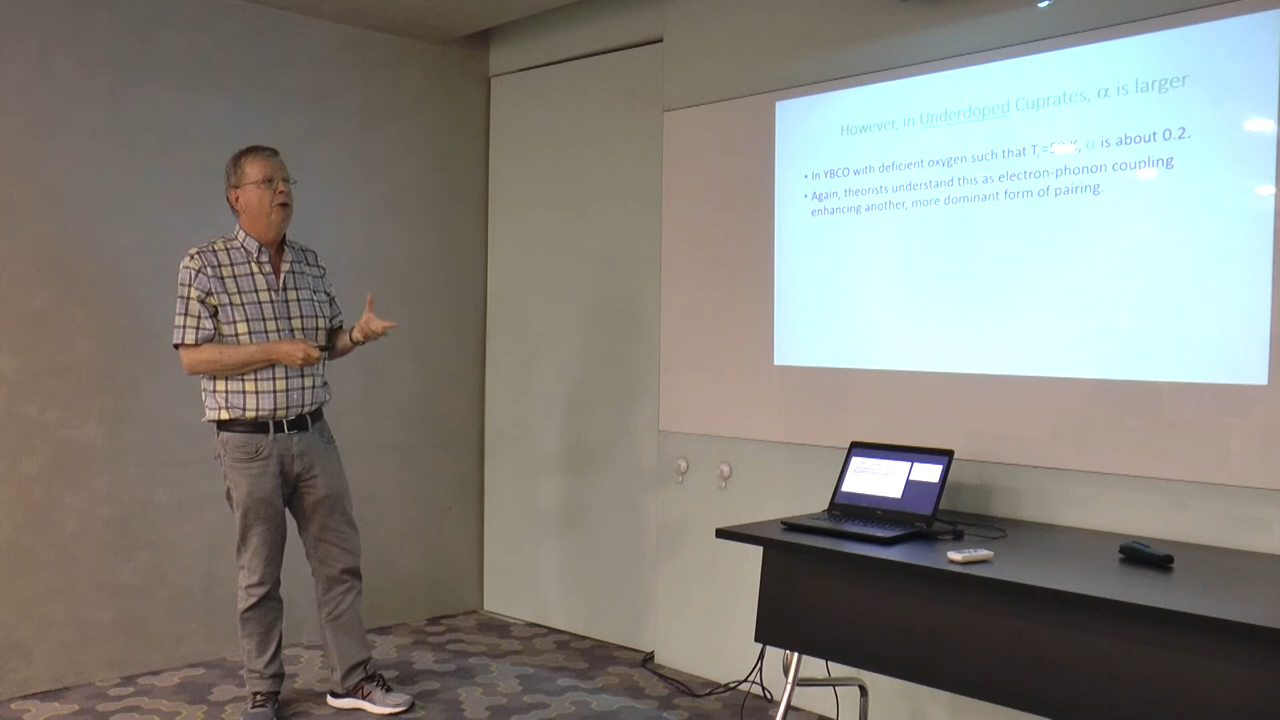 However, in Underdoped Cuprates, α is larger
• In YBCO with deficient oxygen such that Tc= K, α is about 0.2.
• Again, theorists understand this as electron-phonon coupling
enhancing another, more dominant form of pairing.